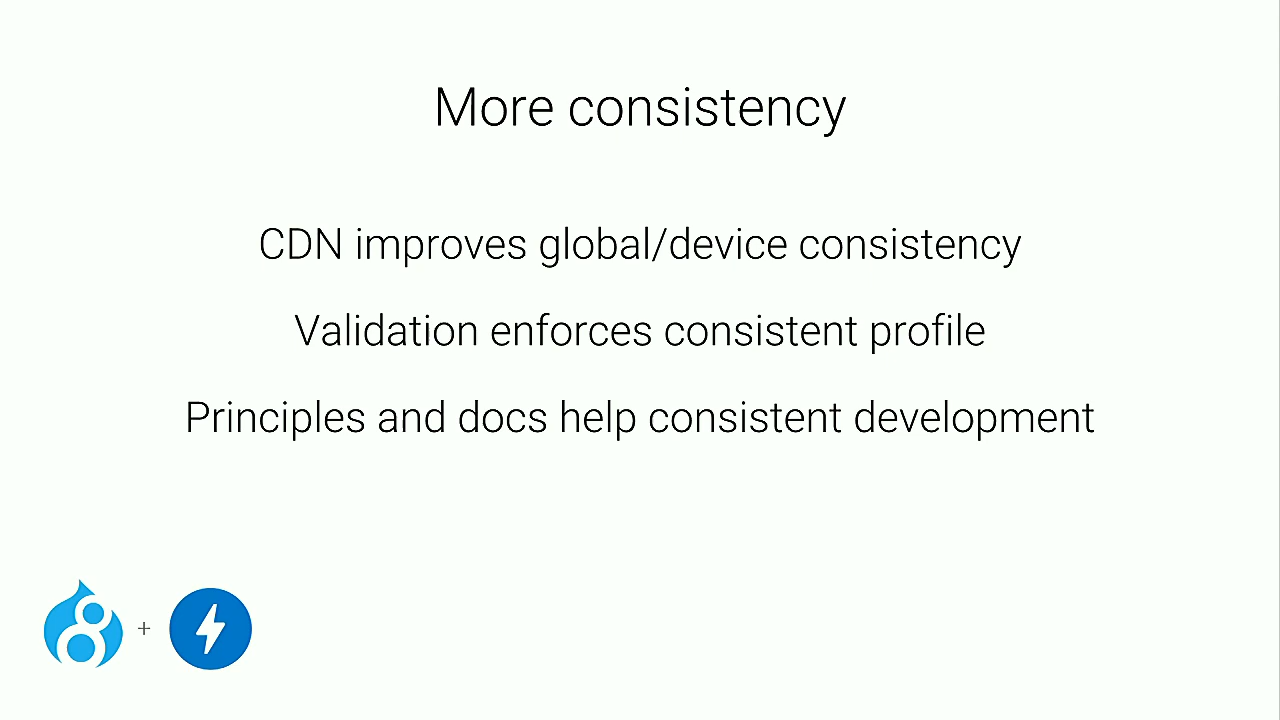 More consistency
CDN improves global/device consistency
Validation enforces consistent profile
Principles and docs help consistent development
+